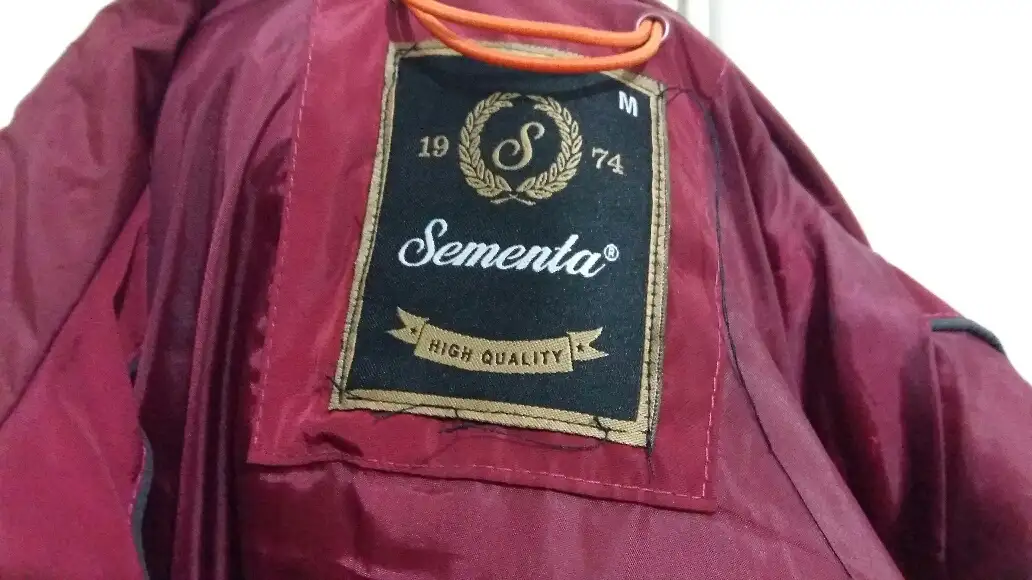 M
19 S 74
Sementa®
HIGH QUALITY